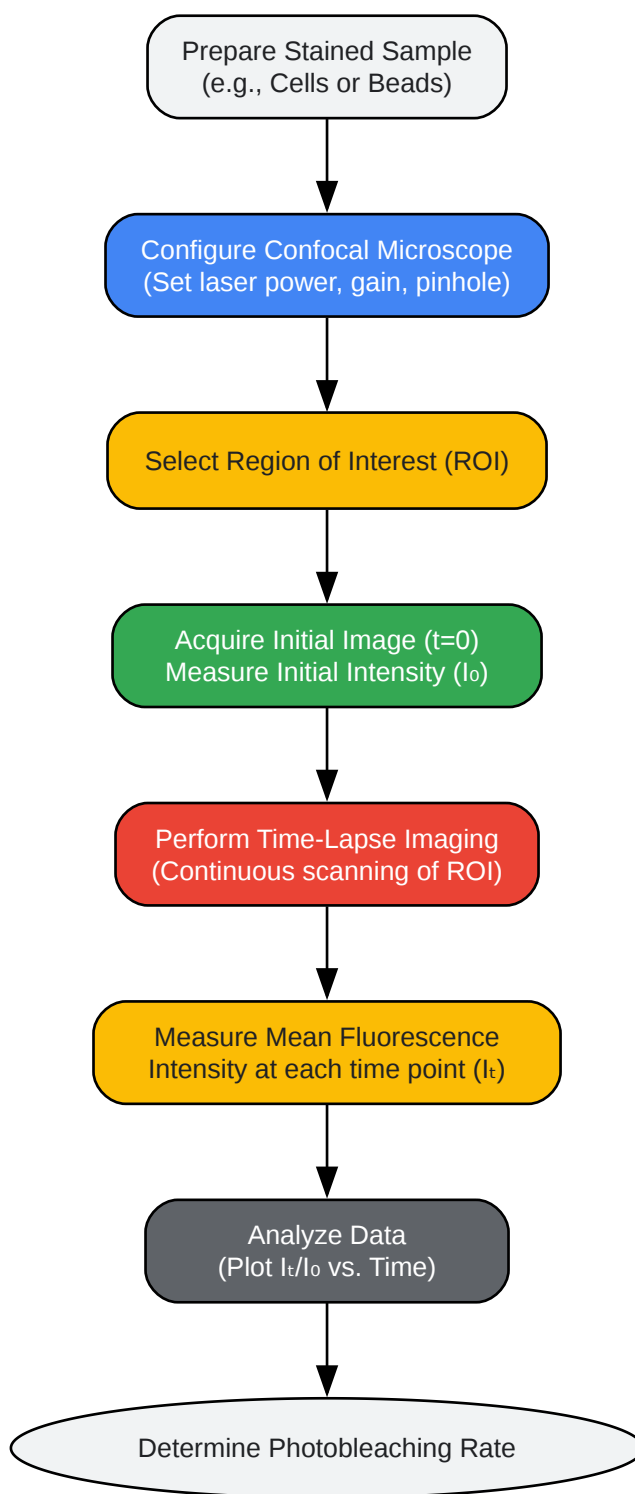 Prepare Stained Sample
(e.g., Cells or Beads)
Configure Confocal Microscope
(Set laser power, gain, pinhole)
Select Region of Interest (ROI)
Acquire Initial Image (t=0)
Measure Initial Intensity (I₀)
Perform Time-Lapse Imaging
(Continuous scanning of ROI)
Measure Mean Fluorescence
Intensity at each time point (Iₜ)
Analyze Data
(Plot Iₜ/I₀ vs. Time)
Determine Photobleaching Rate